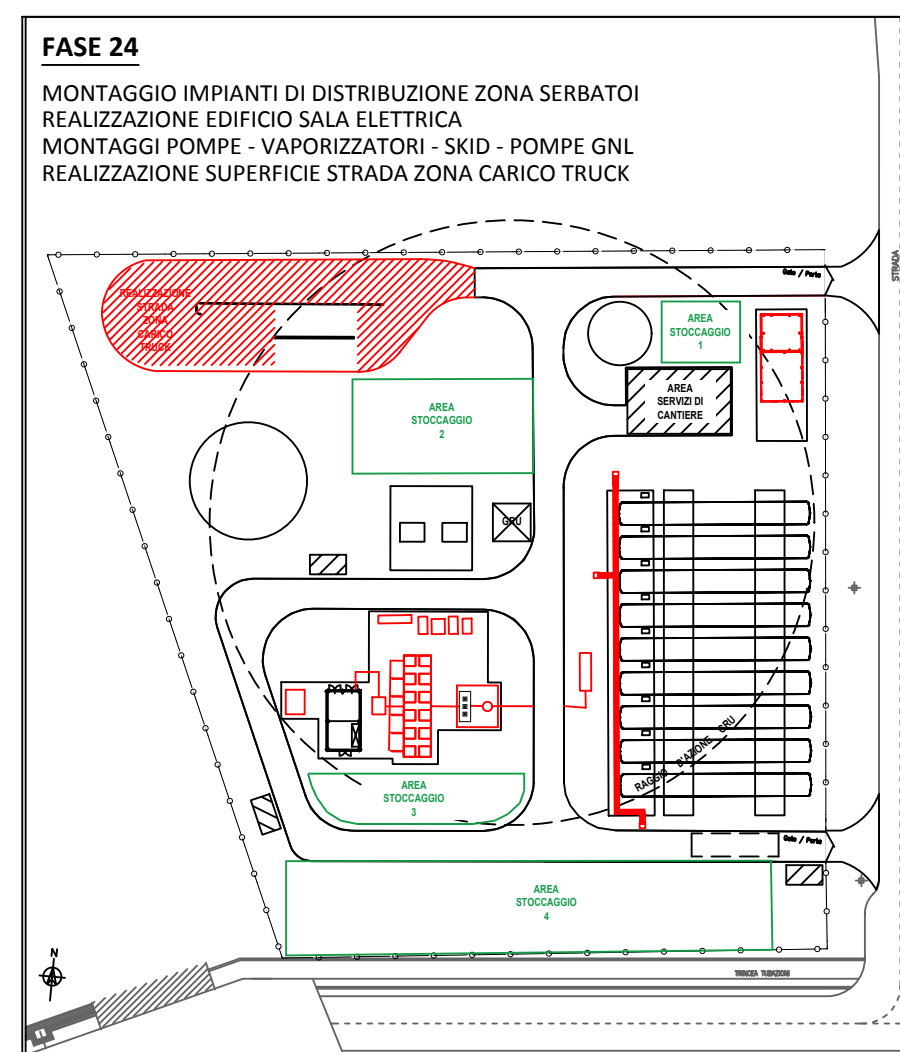 FASE 24
MONTAGGIO IMPIANTI DI DISTRIBUZIONE ZONA SERBATOI
REALIZZAZIONE EDIFICIO SALA ELETTRICA
MONTAGGI POMPE - VAPORIZZATORI - SKID - POMPE GNL
REALIZZAZIONE SUPERFICIE STRADA ZONA CARICO TRUCK
STRADA
Gate / Porta
REALIZZAZIONE
STRADA
ZONA
CARICO
TRUCK
AREA
STOCCAGGIO
1
AREA
SERVIZI DI
CANTIERE
AREA
STOCCAGGIO
2
GRU
RAGGIO D'AZIONE GRU
AREA
STOCCAGGIO
3
Gate / Porta
AREA
STOCCAGGIO
4
N
TRINCEA TUBAZIONI